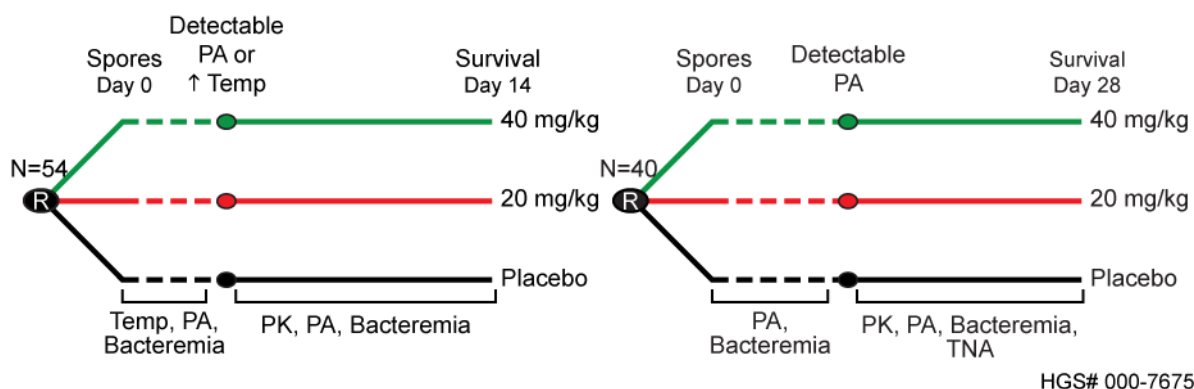 Detectable
PA or
↑ Temp
Spores
Day 0
Survival
Day 14
40 mg/kg
N=54
R
20 mg/kg
Placebo
Temp, PA,
Bacteremia
PK, PA, Bacteremia
Spores
Day 0
Detectable
PA
Survival
Day 28
40 mg/kg
N=40
R
20 mg/kg
Placebo
PA,
Bacteremia
PK, PA, Bacteremia,
TNA
HGS# 000-7675